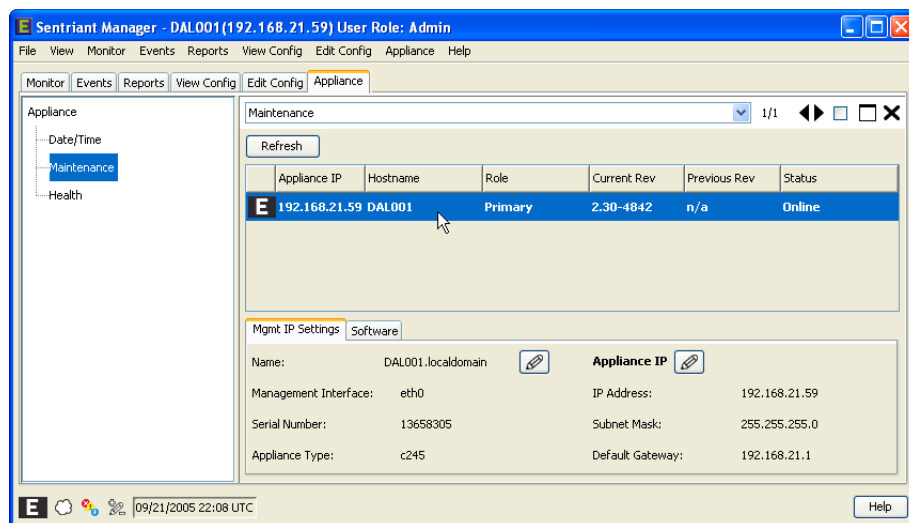 E Sentriant Manager - DAL001(192.168.21.59) User Role: Admin
File View Monitor Events Reports View Config Edit Config Appliance Help
Monitor Events Reports View Config Edit Config Appliance
Appliance
Date/Time
Maintenance
Health
Maintenance 1/1
Refresh
Appliance IP Hostname Role Current Rev Previous Rev Status
E 192.168.21.59 DAL001 Primary 2.30-4842 n/a Online
Mgmt IP Settings Software
Name: DAL001.localdomain Appliance IP
Management Interface: eth0 IP Address: 192.168.21.59
Serial Number: 13658305 Subnet Mask: 255.255.255.0
Appliance Type: c245 Default Gateway: 192.168.21.1
E 09/21/2005 22:08 UTC Help